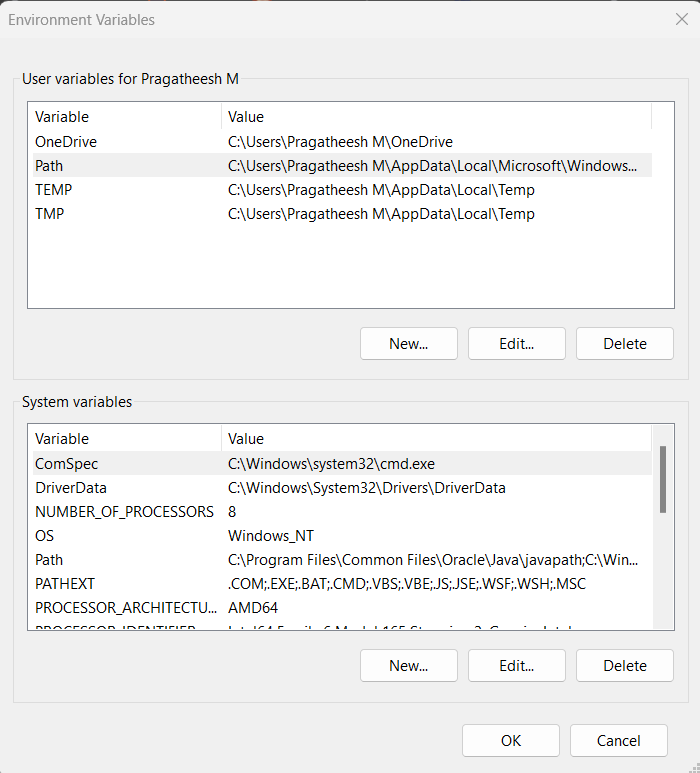 Environment Variables
User variables for Pragatheesh M
Variable Value
OneDrive C:\Users\Pragatheesh M\OneDrive
Path C:\Users\Pragatheesh M\AppData\Local\Microsoft\Windows...
TEMP C:\Users\Pragatheesh M\AppData\Local\Temp
TMP C:\Users\Pragatheesh M\AppData\Local\Temp
New... Edit... Delete
System variables
Variable Value
ComSpec C:\Windows\system32\cmd.exe
DriverData C:\Windows\System32\Drivers\DriverData
NUMBER_OF_PROCESSORS 8
OS Windows_NT
Path C:\Program Files\Common Files\Oracle\Java\javapath;C:\Win...
PATHEXT .COM;.EXE;.BAT;.CMD;.VBS;.VBE;.JS;.JSE;.WSF;.WSH;.MSC
PROCESSOR_ARCHITECTU... AMD64
New... Edit... Delete
OK Cancel